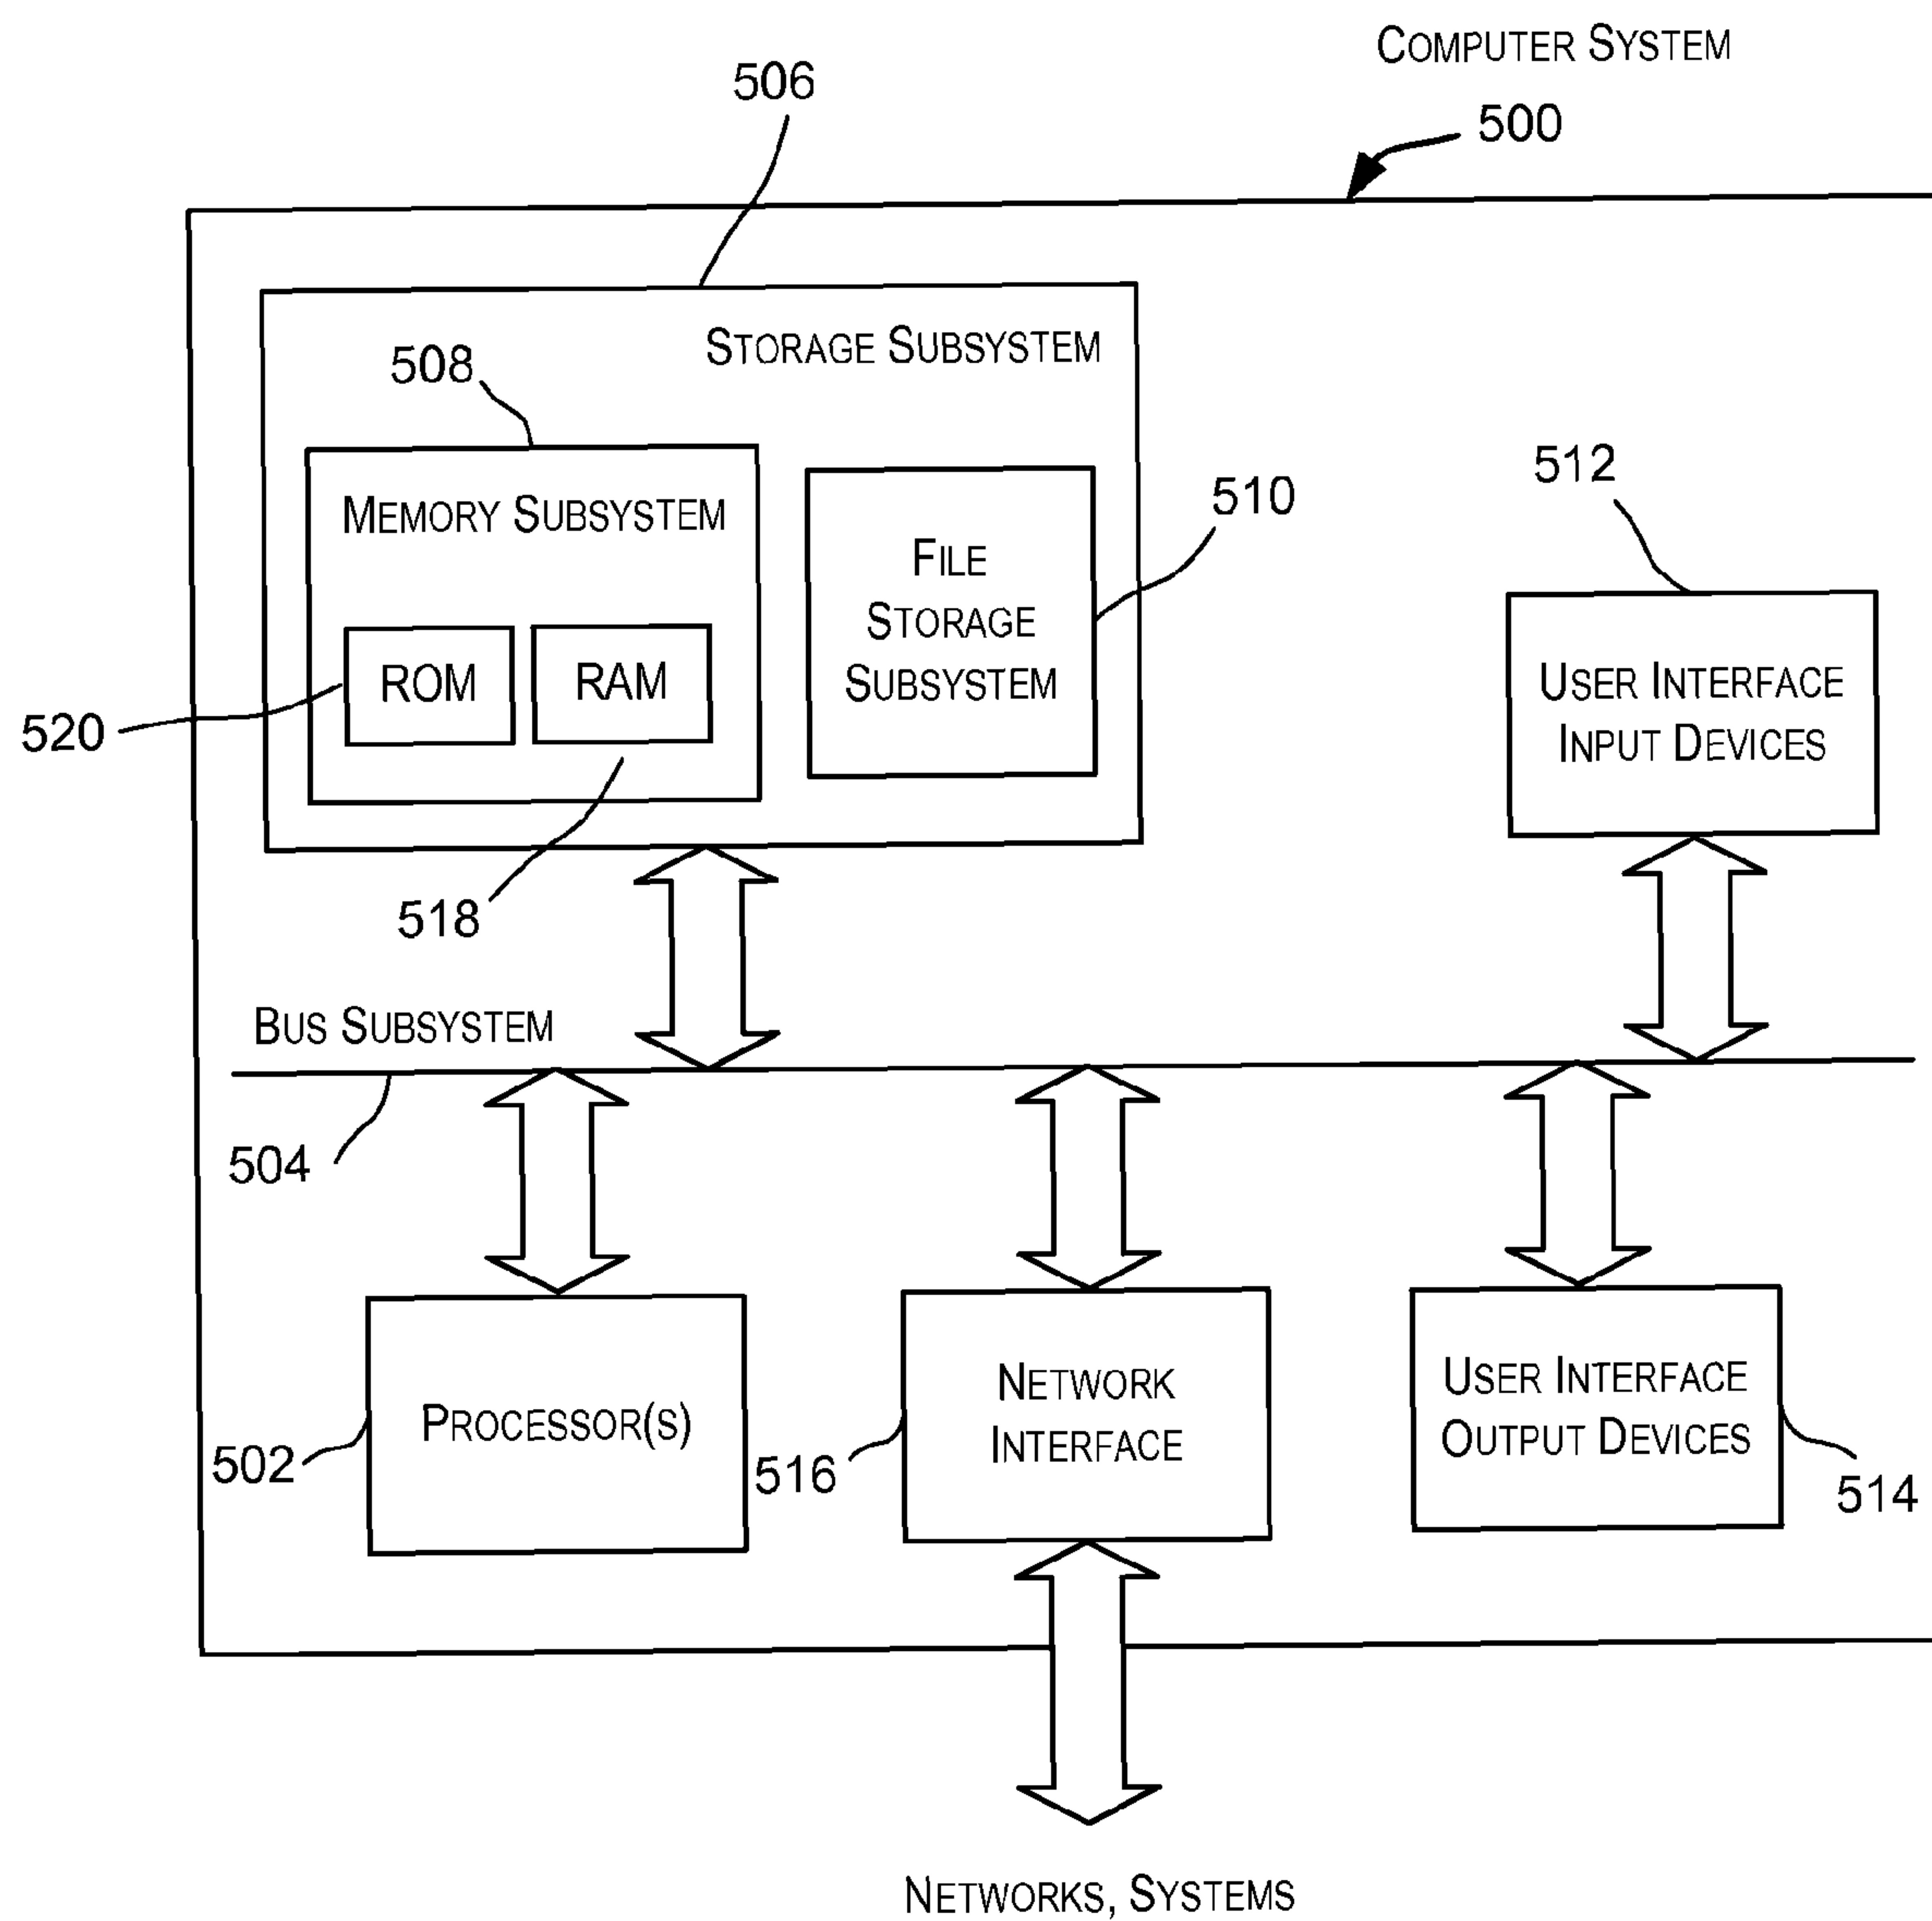 COMPUTER SYSTEM
500
506
STORAGE SUBSYSTEM
508
MEMORY SUBSYSTEM
512
510
FILE
STORAGE
SUBSYSTEM
ROM
RAM
USER INTERFACE
INPUT DEVICES
520
518
BUS SUBSYSTEM
504
PROCESSOR(S)
502
NETWORK
INTERFACE
516
USER INTERFACE
OUTPUT DEVICES
514
NETWORKS, SYSTEMS